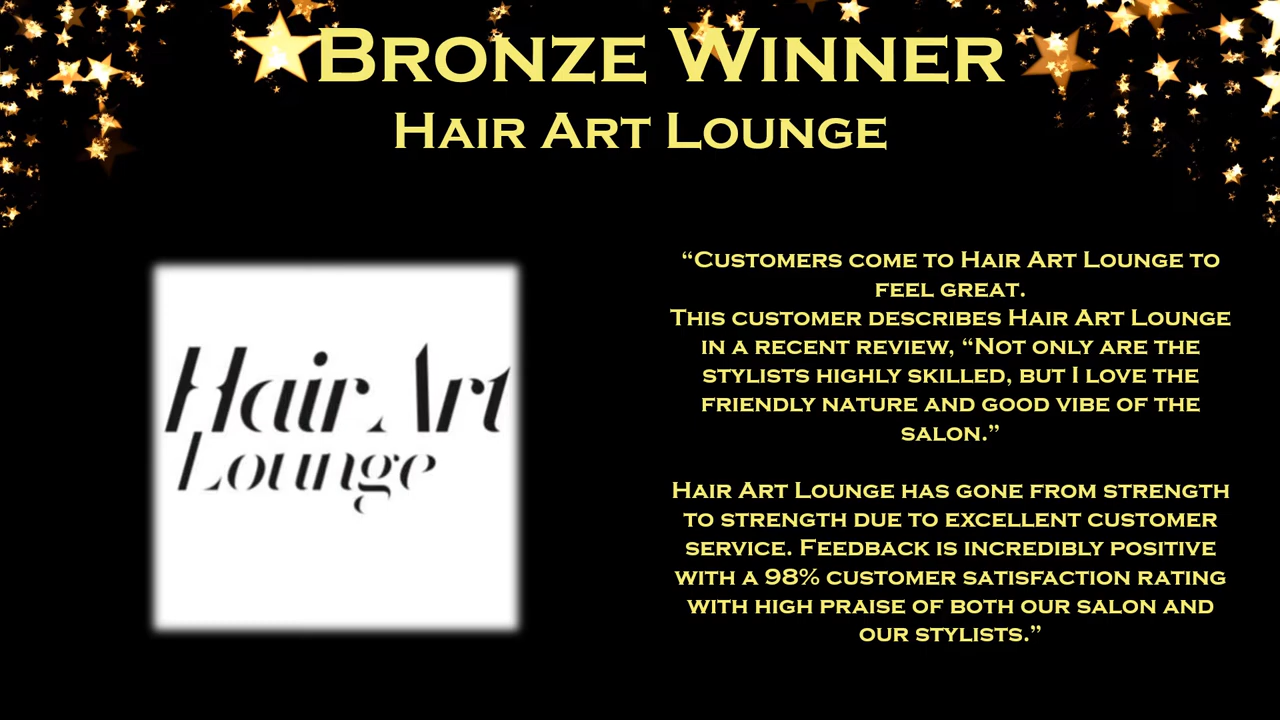 Bronze Winner
Hair Art Lounge
Hair Art
Lounge
“Customers come to Hair Art Lounge to
feel great.
This customer describes Hair Art Lounge
in a recent review, “Not only are the
stylists highly skilled, but I love the
friendly nature and good vibe of the
salon.”
Hair Art Lounge has gone from strength
to strength due to excellent customer
service. Feedback is incredibly positive
with a 98% customer satisfaction rating
with high praise of both our salon and
our stylists.”